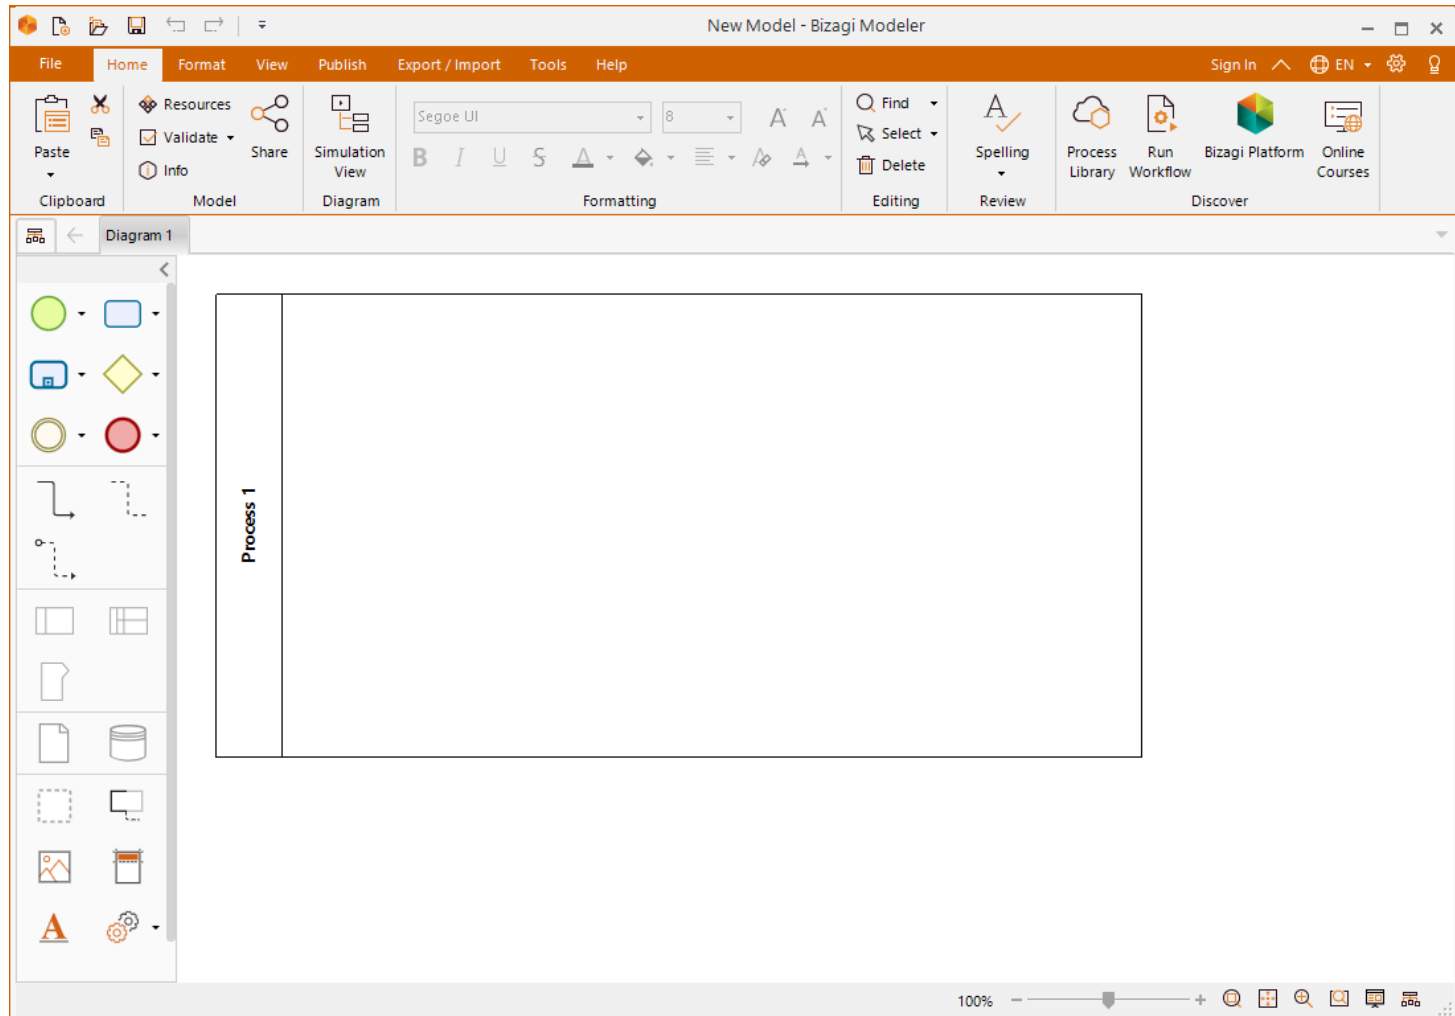 New Model - Bizagi Modeler
File Home Format View Publish Export / Import Tools Help Sign In EN
Paste
Clipboard
Resources
Validate
Info
Share
Model
Simulation
View
Diagram
Segoe UI 8
B I U S A
Formatting
Find
Select
Delete
Editing
Spelling
Review
Process
Library
Run
Workflow
Bizagi Platform
Online
Courses
Discover
Diagram 1
Process 1
100%